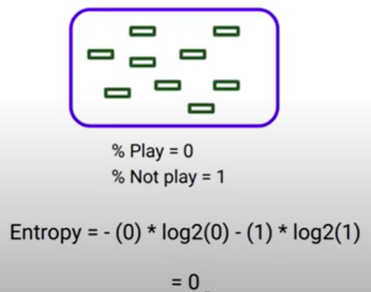 % Play = 0
% Not play = 1
Entropy = - (0) * log2(0) - (1) * log2(1)
= 0